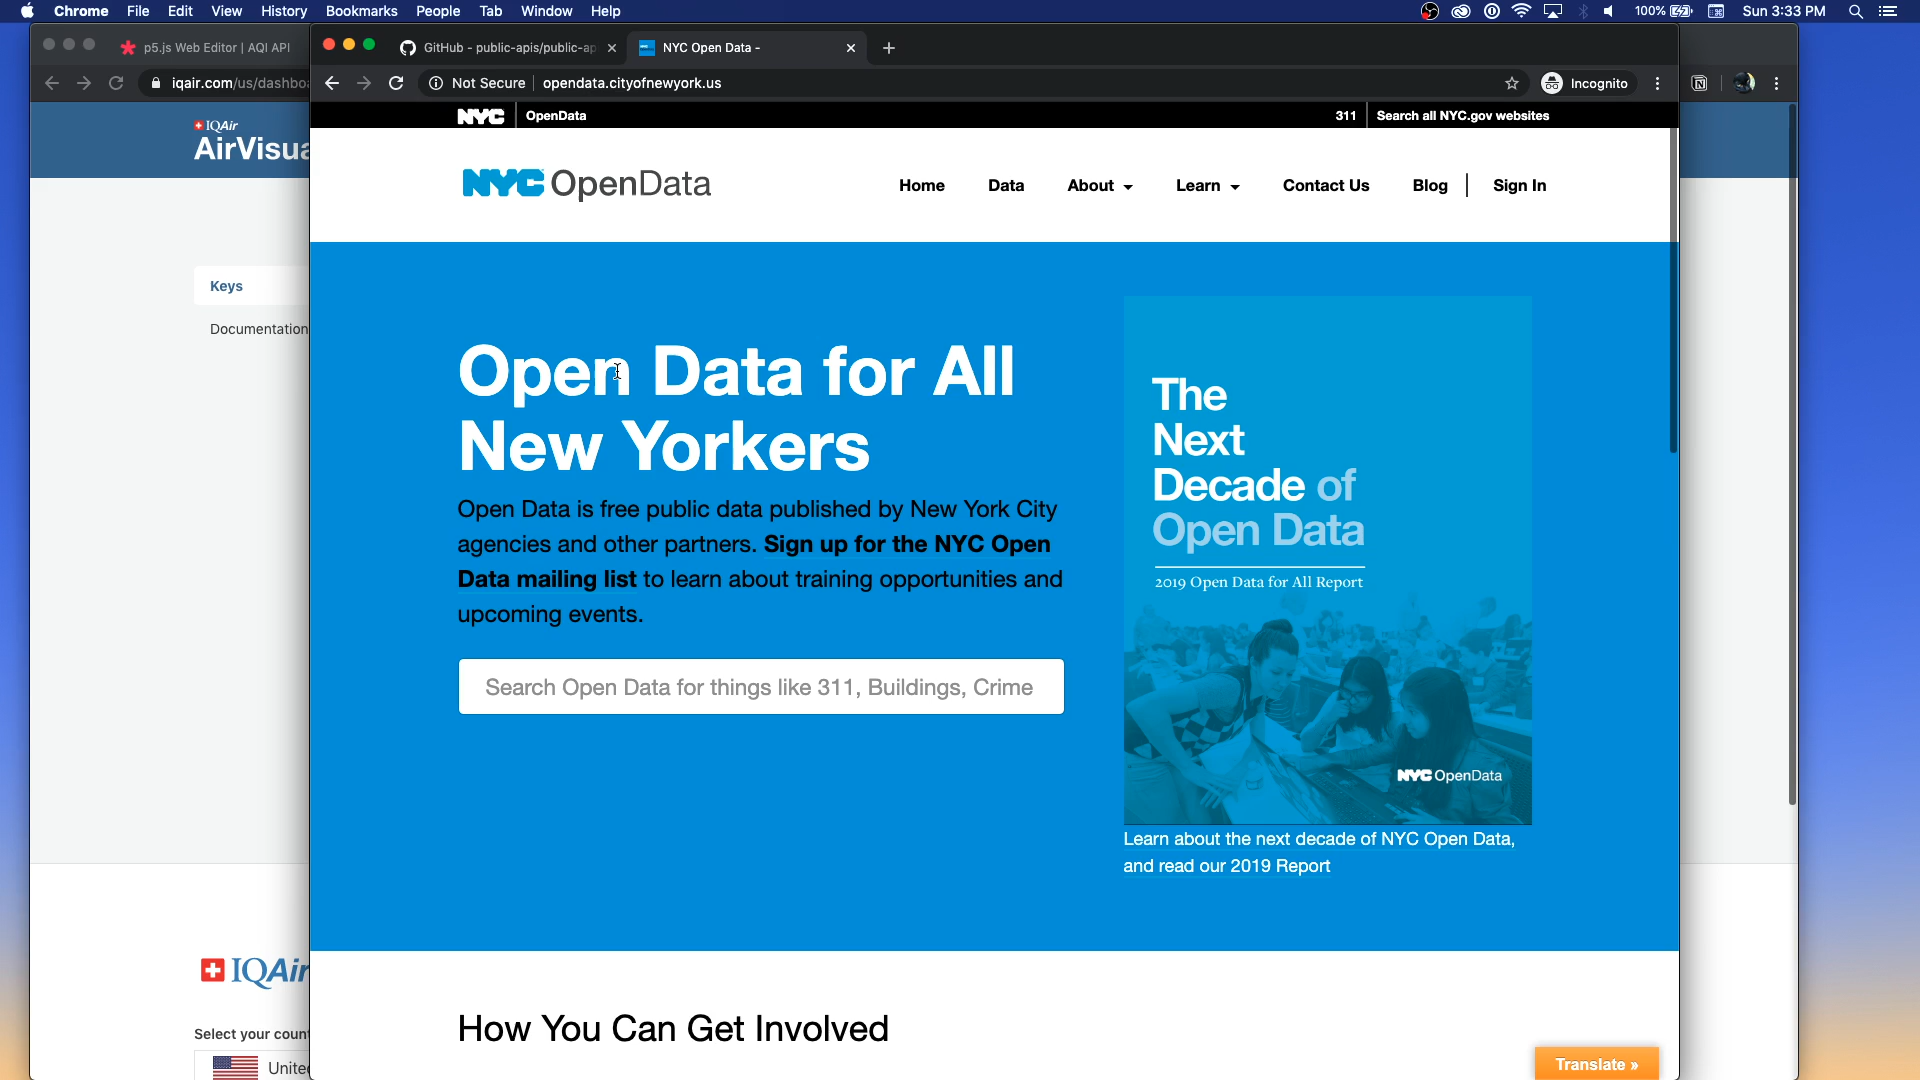 Chrome File Edit View History Bookmarks People Tab Window Help
100% Sun 3:33 PM
p5.js Web Editor | AQI API
GitHub - public-apis/public-ap
NYC Open Data -
iqair.com/us/dashboa
Not Secure opendata.cityofnewyork.us
Incognito
NYC OpenData
311 Search all NYC.gov websites
IQAir
AirVisua
NYC OpenData
Home Data About Learn Contact Us Blog Sign In
Keys
Documentation
Open Data for All
New Yorkers
Open Data is free public data published by New York City
agencies and other partners. Sign up for the NYC Open
Data mailing list to learn about training opportunities and
upcoming events.
Search Open Data for things like 311, Buildings, Crime
The
Next
Decade of
Open Data
2019 Open Data for All Report
NYC OpenData
Learn about the next decade of NYC Open Data,
and read our 2019 Report
IQAir
Select your count
Unite
How You Can Get Involved
Translate »